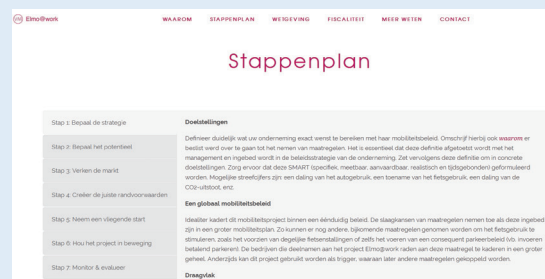 Elmo@work WAAROM STAPPENPLAN WETGEVING FISCALITEIT MEER WETEN CONTACT
Stappenplan
Stap 1: Bepaal de strategie
Stap 2: Bepaal het potentieel
Stap 3: Verken de markt
Stap 4: Creëer de juiste randvoorwaarden
Stap 5: Neem een vliegende start
Stap 6: Hou het project in beweging
Stap 7: Monitor & evalueer
Doelstellingen
Definieer duidelijk wat uw onderneming exact wenst te bereiken met haar mobiliteitsbeleid. Omschrijf hierbij ook waarom er
beslist werd over te gaan tot het nemen van maatregelen. Het is essentieel dat deze definitie afgetoetst wordt met het
management en ingebed wordt in de beleidsstrategie van de onderneming. Zet vervolgens deze definitie om in concrete
doelstellingen. Zorg ervoor dat deze SMART (specifiek, meetbaar, aanvaardbaar, realistisch en tijdsgebonden) geformuleerd
worden. Mogelijke streefcijfers zijn: een daling van het autogebruik, een toename van het fietsgebruik, een daling van de
CO2-uitstoot, enz.
Een globaal mobiliteitsbeleid
Idealiter kadert dit mobiliteitsproject binnen een éénduidig beleid. De slaagkansen van maatregelen nemen toe als deze ingebed
zijn in een groter mobiliteitsplan. Zo kunnen er nog andere, bijkomende maatregelen genomen worden om het fietsgebruik te
stimuleren, zoals het voorzien van degelijke fietsenstallingen of zelfs het voeren van een consequent parkeerbeleid (vb. invoeren
betalend parkeren). De bedrijven die deelnamen aan het project Elmo@work raden aan deze maatregel te kaderen in een groter
geheel. Anderzijds kan dit project gebruikt worden als trigger, waaraan later andere maatregelen gekoppeld worden.
Draagvlak